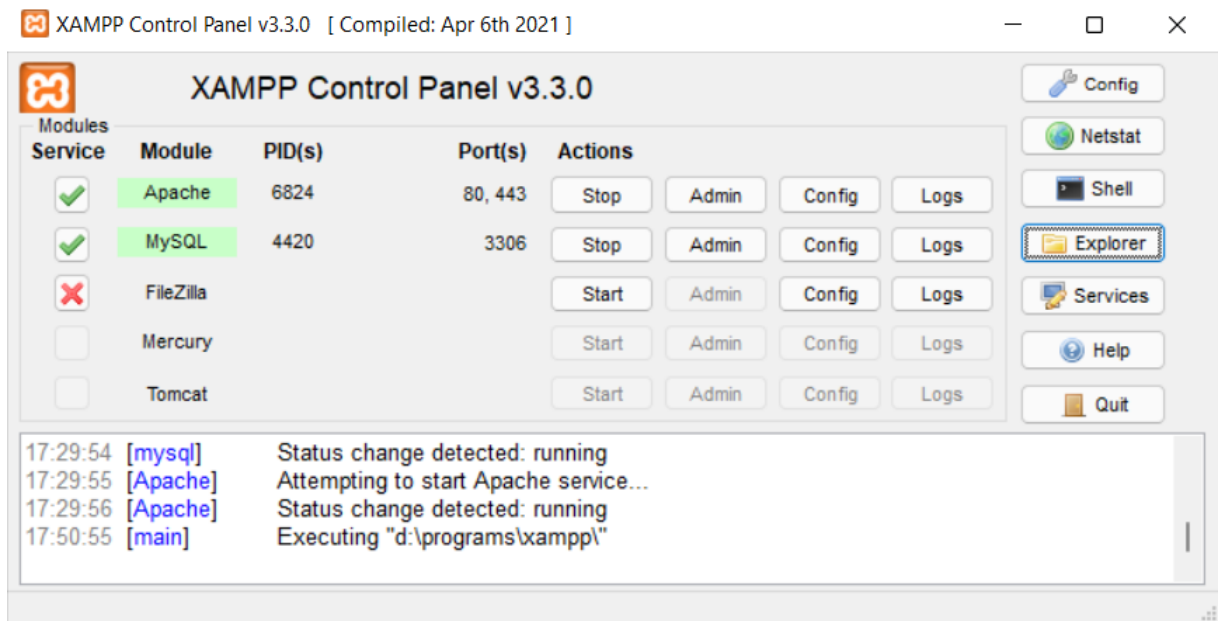 XAMPP Control Panel v3.3.0 [ Compiled: Apr 6th 2021 ]
XAMPP Control Panel v3.3.0
Config
Modules
Netstat
Service Module PID(s) Port(s) Actions
Apache 6824 80, 443 Stop Admin Config Logs
Shell
MySQL 4420 3306 Stop Admin Config Logs
Explorer
FileZilla Start Admin Config Logs
Services
Mercury Start Admin Config Logs
Help
Tomcat Start Admin Config Logs
Quit
17:29:54 [mysql] Status change detected: running
17:29:55 [Apache] Attempting to start Apache service...
17:29:56 [Apache] Status change detected: running
17:50:55 [main] Executing "d:\programs\xampp\"